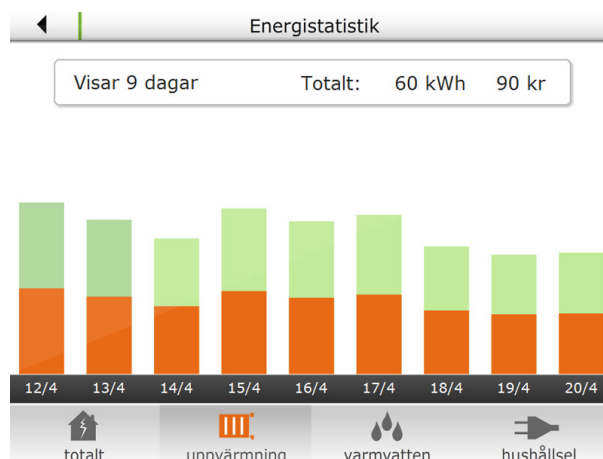 Energistatistik
Visar 9 dagar Totalt: 60 kWh 90 kr
12/4 13/4 14/4 15/4 16/4 17/4 18/4 19/4 20/4
totalt uppvärmning varmvatten hushållsel